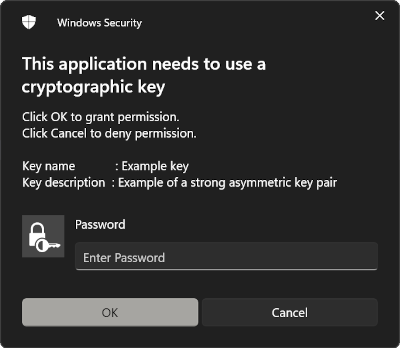 Windows Security
This application needs to use a
cryptographic key
Click OK to grant permission.
Click Cancel to deny permission.
Key name : Example key
Key description : Example of a strong asymmetric key pair
Password
Enter Password
OK Cancel